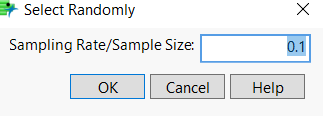 Select Randomly
Sampling Rate/Sample Size: 0.1
OK Cancel Help